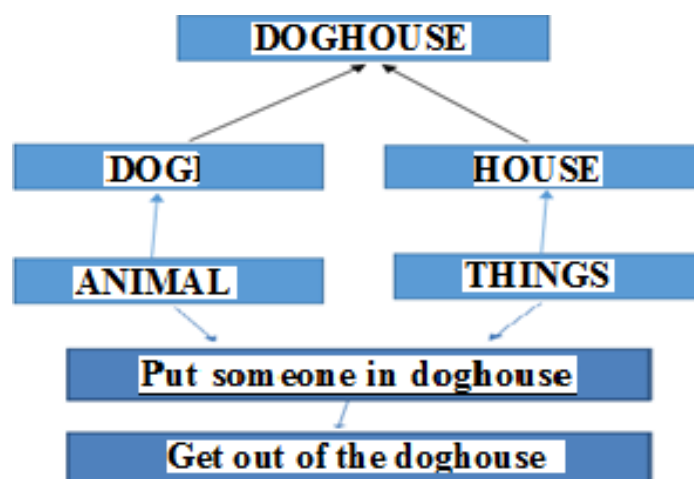 DOGHOUSE
DOG
HOUSE
ANIMAL
THINGS
Put someone in doghouse
Get out of the doghouse